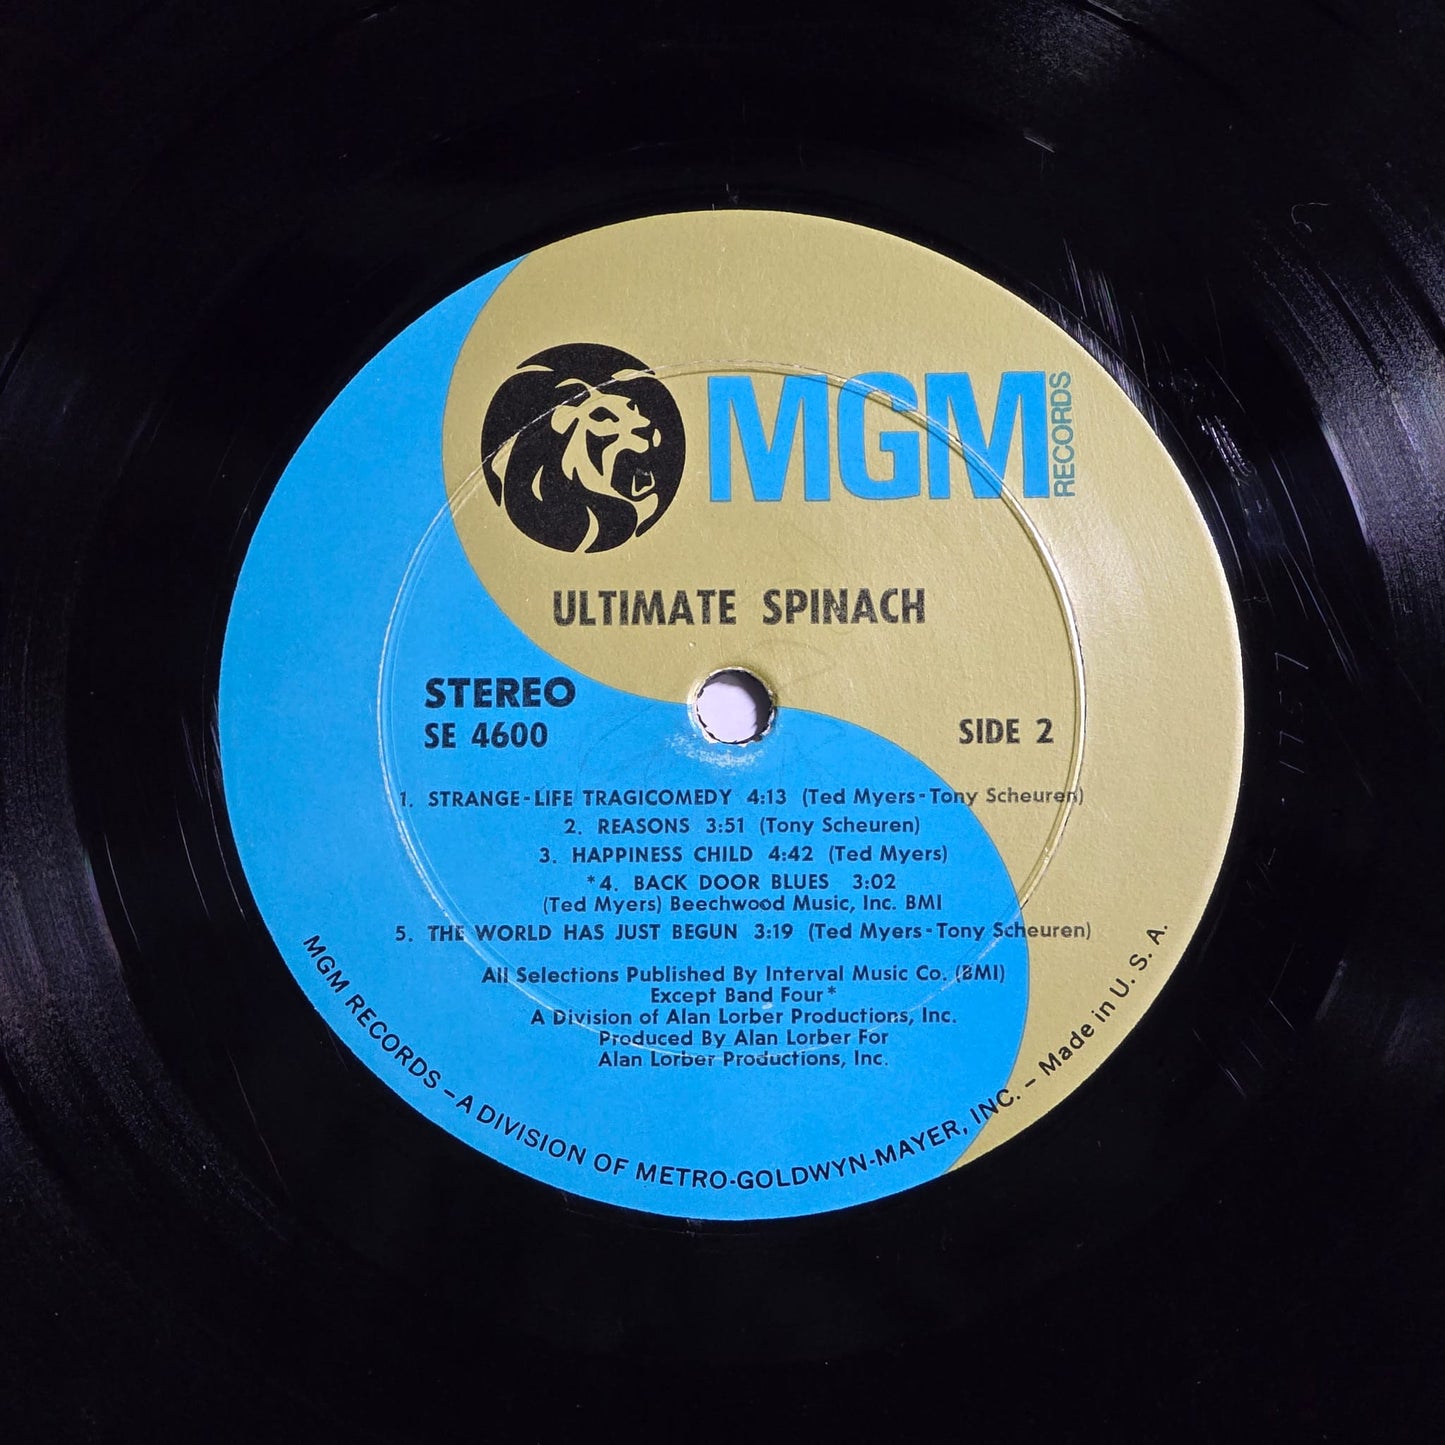 MGM
RECORDS
ULTIMATE SPINACH
STEREO
SE 4600
SIDE 2
1. STRANGE-LIFE TRAGICOMEDY 4:13 (Ted Myers-Tony Scheuren)
2. REASONS 3:51 (Tony Scheuren)
3. HAPPINESS CHILD 4:42 (Ted Myers)
*4. BACK DOOR BLUES 3:02
(Ted Myers) Beechwood Music, Inc. BMI
5. THE WORLD HAS JUST BEGUN 3:19 (Ted Myers-Tony Scheuren)
All Selections Published By Interval Music Co. (BMI)
Except Band Four*
A Division of Alan Lorber Productions, Inc.
Produced By Alan Lorber For
Alan Lorber Productions, Inc.
MGM RECORDS – A DIVISION OF METRO-GOLDWYN-MAYER, INC. – Made in U. S. A.